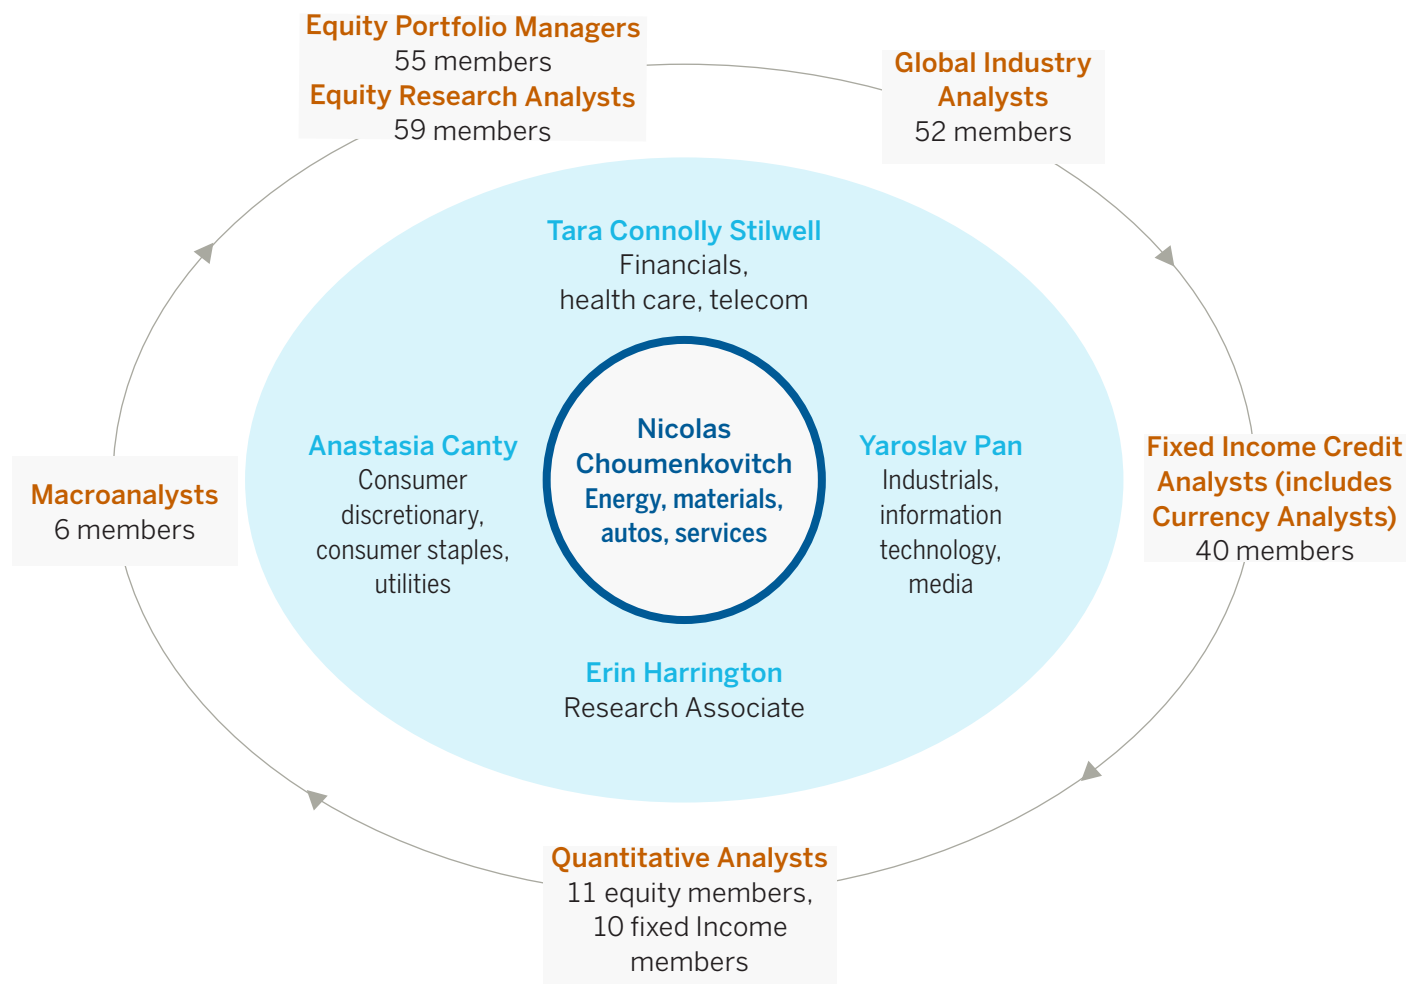 Equity Portfolio Managers
55 members
Equity Research Analysts
59 members
Global Industry
Analysts
52 members
Tara Connolly Stilwell
Financials,
health care, telecom
Anastasia Canty
Consumer
discretionary,
consumer staples,
utilities
Nicolas
Choumenkovitch
Energy, materials,
autos, services
Yaroslav Pan
Industrials,
information
technology,
media
Fixed Income Credit
Analysts (includes
Currency Analysts)
40 members
Macroanalysts
6 members
Erin Harrington
Research Associate
Quantitative Analysts
11 equity members,
10 fixed Income
members